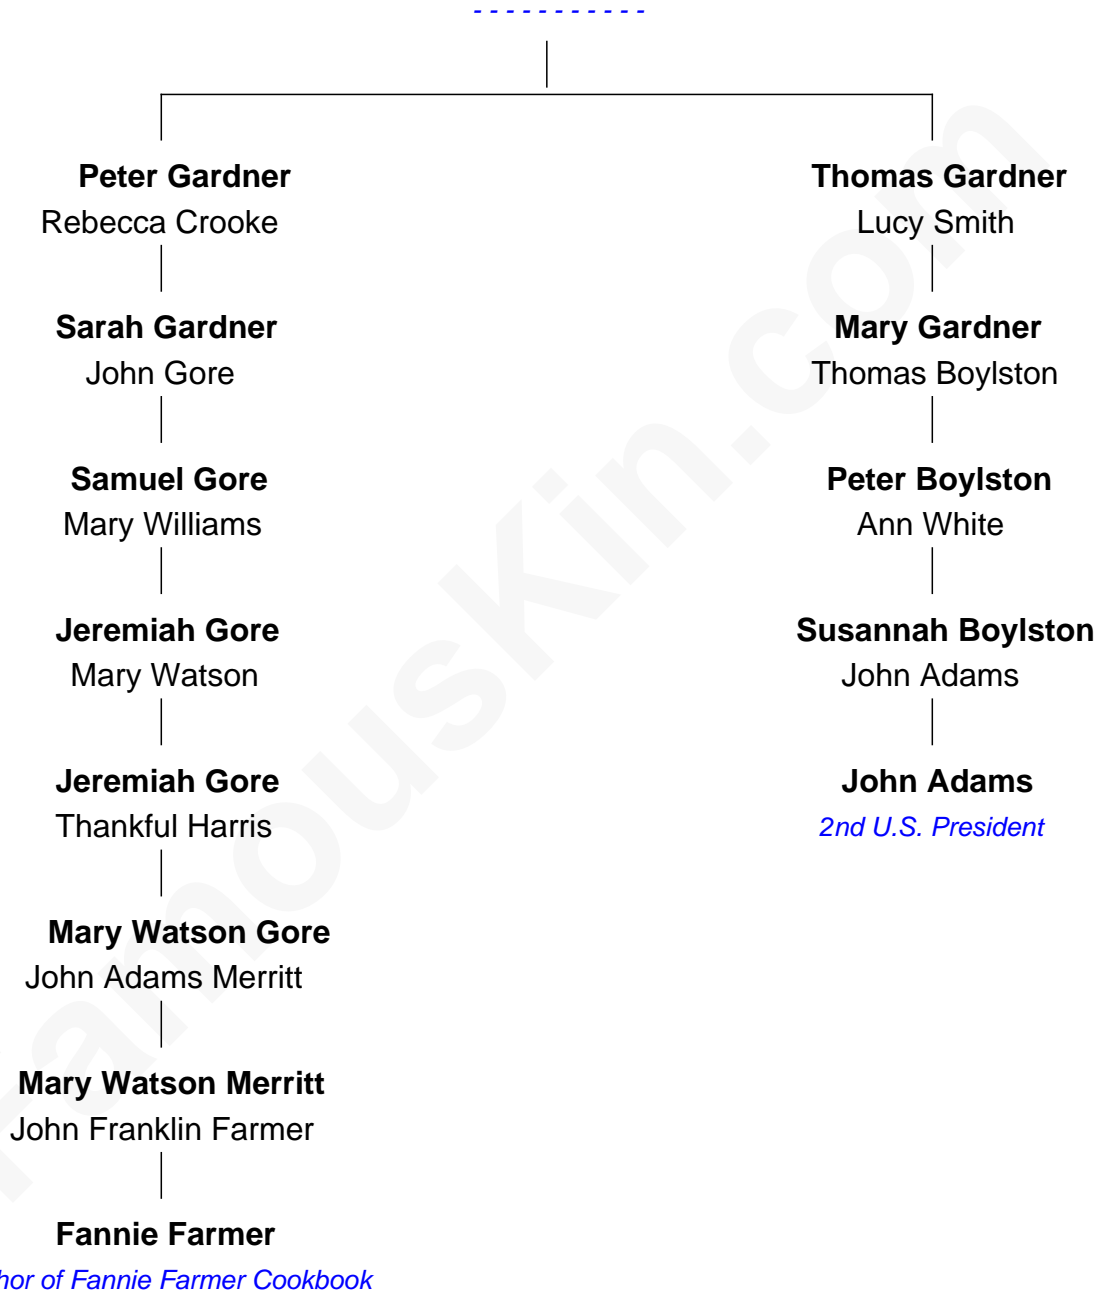 - - - - - - - - - - -
Peter Gardner
Rebecca Crooke
Thomas Gardner
Lucy Smith
Sarah Gardner
John Gore
Mary Gardner
Thomas Boylston
Samuel Gore
Mary Williams
Peter Boylston
Ann White
Jeremiah Gore
Mary Watson
Susannah Boylston
John Adams
Jeremiah Gore
Thankful Harris
John Adams
2nd U.S. President
Mary Watson Gore
John Adams Merritt
Mary Watson Merritt
John Franklin Farmer
Fannie Farmer
hor of Fannie Farmer Cookbook
FamousKin.com